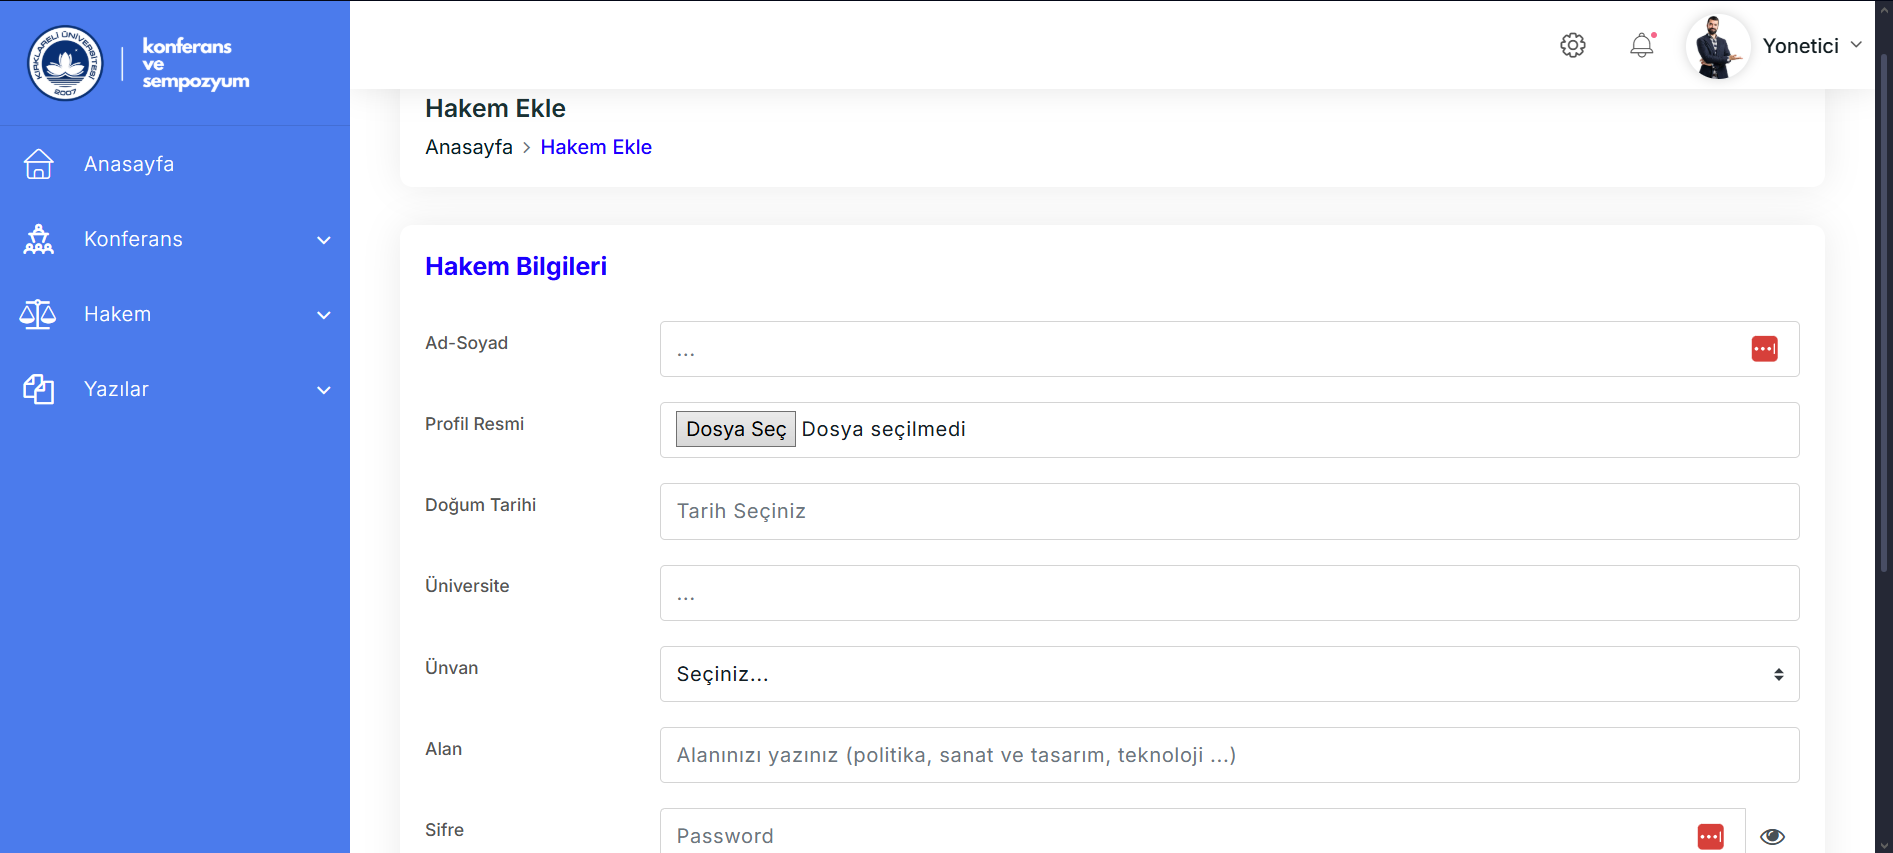 KIRKLARELİ ÜNİVERSİTESİ
2007
konferans
ve
sempozyum
Yonetici
Anasayfa
Konferans
Hakem
Yazılar
Hakem Ekle
Anasayfa > Hakem Ekle
Hakem Bilgileri
Ad-Soyad
...
Profil Resmi
Dosya Seç Dosya seçilmedi
Doğum Tarihi
Tarih Seçiniz
Üniversite
...
Ünvan
Seçiniz...
Alan
Alanınızı yazınız (politika, sanat ve tasarım, teknoloji ...)
Sifre
Password